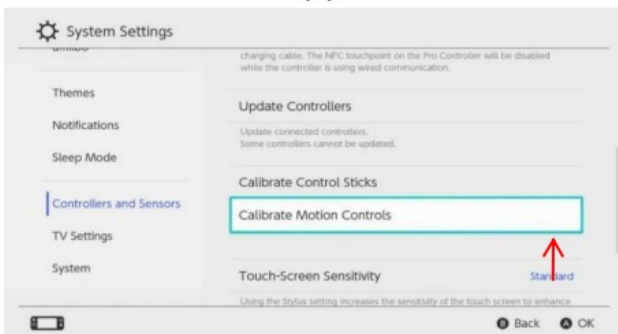 System Settings
amiibo
charging cable. The NFC touchpoint on the Pro Controller will be disabled
while the controller is using wired communication.
Themes
Update Controllers
Notifications
Update connected controllers.
Some controllers cannot be updated.
Sleep Mode
Calibrate Control Sticks
Controllers and Sensors
Calibrate Motion Controls
TV Settings
System
Touch-Screen Sensitivity Standard
Using the Stylus setting increases the sensitivity of the touch screen to enhance
B Back A OK